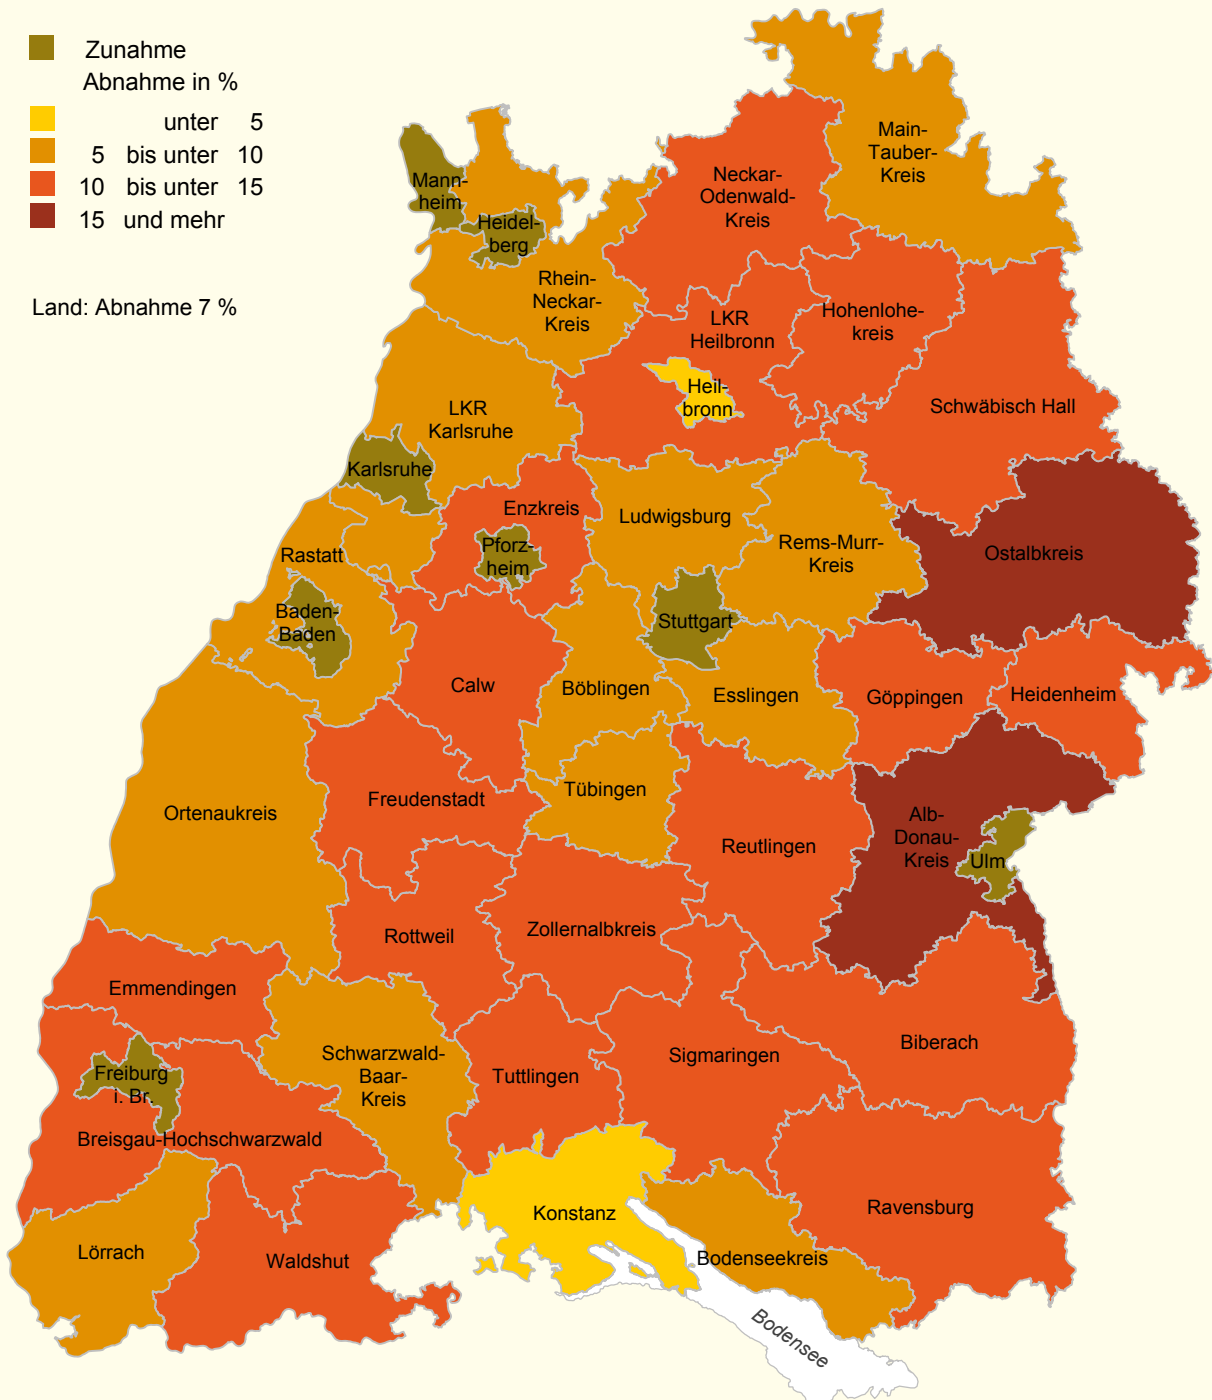 Zunahme
Abnahme in %
unter 5
5 bis unter 10
10 bis unter 15
15 und mehr
Land: Abnahme 7 %
Main-
Tauber-
Kreis
Neckar-
Odenwald-
Kreis
Mann-
heim
Heidel-
berg
Rhein-
Neckar-
Kreis
LKR
Heilbronn
Hohenlohe-
kreis
Heil-
bronn
Schwäbisch Hall
LKR
Karlsruhe
Karlsruhe
Enzkreis
Pforz-
heim
Ludwigsburg
Rems-Murr-
Kreis
Ostalbkreis
Rastatt
Baden-
Baden
Stuttgart
Calw
Böblingen
Esslingen
Göppingen
Heidenheim
Ortenaukreis
Freudenstadt
Tübingen
Reutlingen
Alb-
Donau-
Kreis
Ulm
Rottweil
Zollernalbkreis
Emmendingen
Schwarzwald-
Baar-
Kreis
Tuttlingen
Sigmaringen
Biberach
Freiburg
i. Br.
Breisgau-Hochschwarzwald
Lörrach
Waldshut
Konstanz
Ravensburg
Bodenseekreis
Bodensee